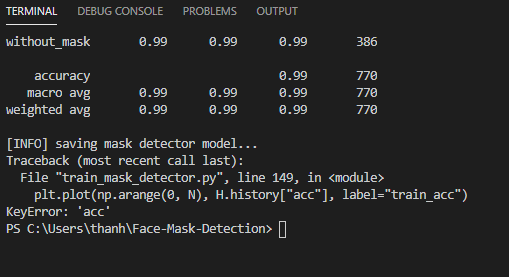 TERMINAL DEBUG CONSOLE PROBLEMS OUTPUT
without_mask 0.99 0.99 0.99 386
accuracy 0.99 770
macro avg 0.99 0.99 0.99 770
weighted avg 0.99 0.99 0.99 770
[INFO] saving mask detector model...
Traceback (most recent call last):
File "train_mask_detector.py", line 149, in <module>
plt.plot(np.arange(0, N), H.history["acc"], label="train_acc")
KeyError: 'acc'
PS C:\Users\thanh\Face-Mask-Detection>